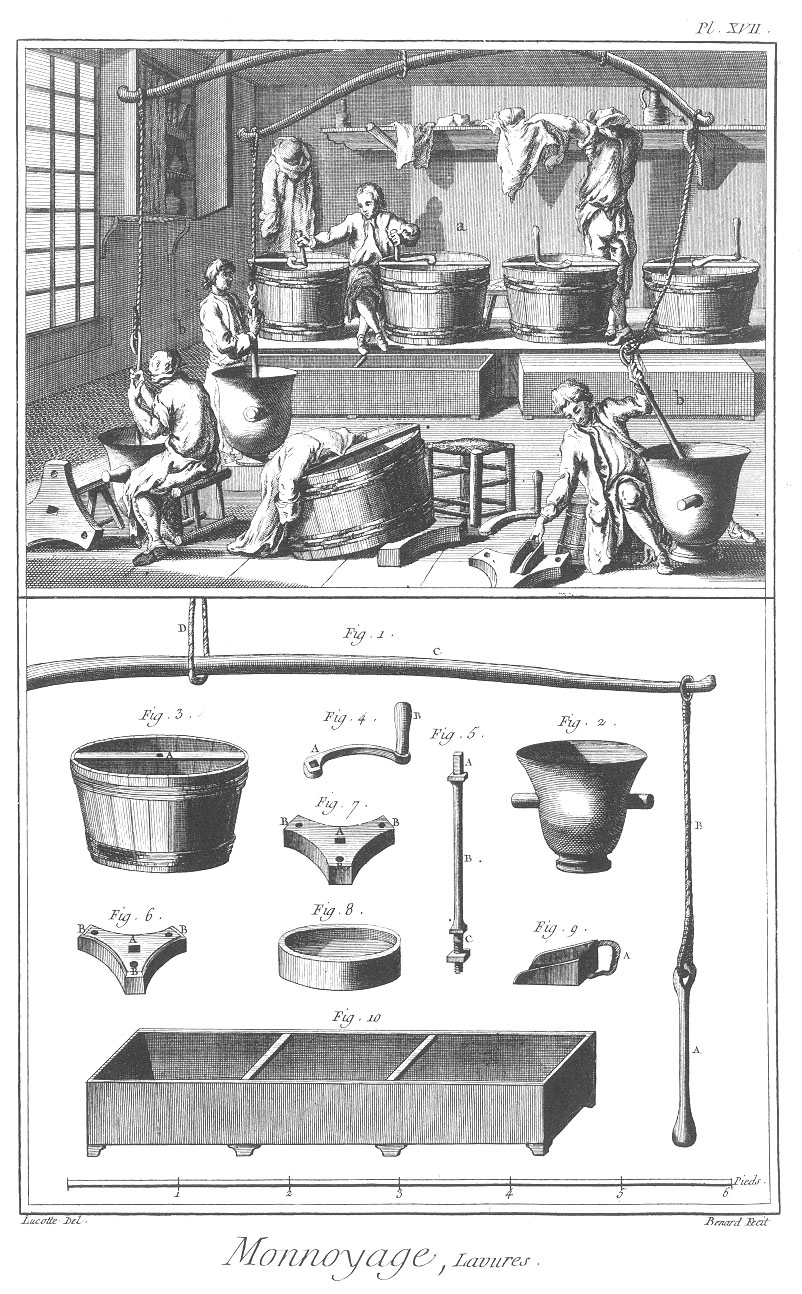 Pl. XVII.
a
b
b
D
Fig. 1.
C
Fig. 3.
A
Fig. 4.
B
A
Fig. 5.
A
Fig. 2.
Fig. 7.
B
A
B
B
B
B
B
Fig. 6.
B
A
B
B
Fig. 8.
C
Fig. 9.
A
Fig. 10
A
1 2 3 4 5 6 Pieds.
Lucotte Del.
Benard Fecit
Monnoyage, Lavures.